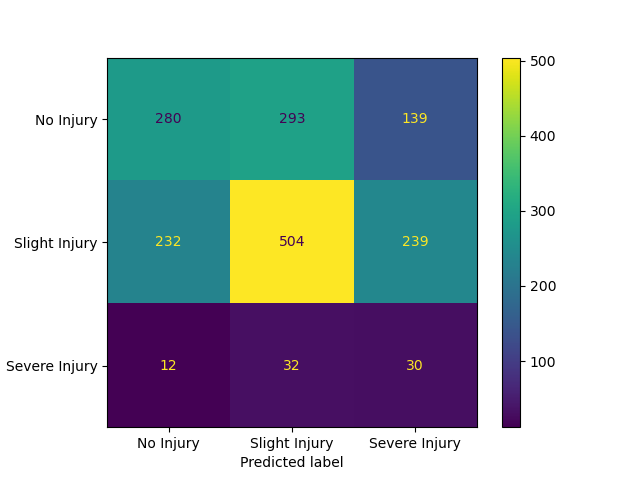 No Injury 280 293 139
Slight Injury 232 504 239
Severe Injury 12 32 30
No Injury Slight Injury Severe Injury
Predicted label
500
400
300
200
100